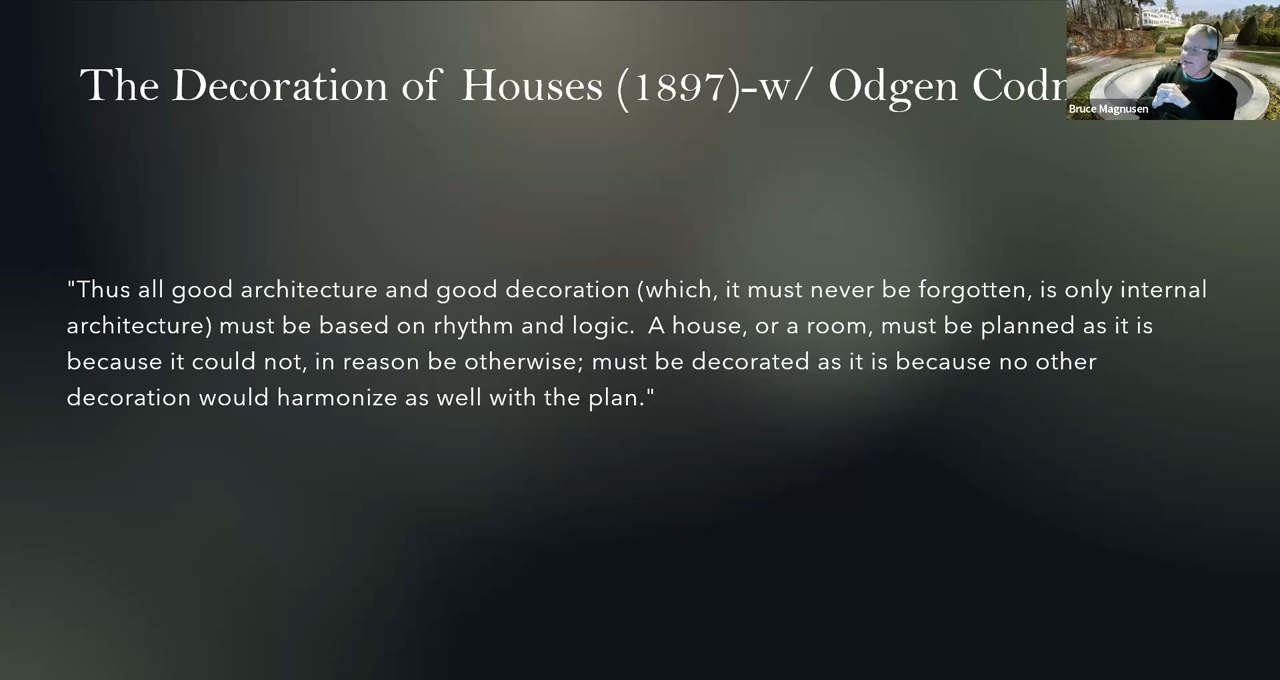 The Decoration of Houses (1897)-w/ Odgen
"Thus all good architecture and good decoration (which, it must never be forgotten, is only internal
architecture) must be based on rhythm and logic. A house, or a room, must be planned as it is
because it could not, in reason be otherwise; must be decorated as it is because no other
decoration would harmonize as well with the plan."
Bruce Magnusen